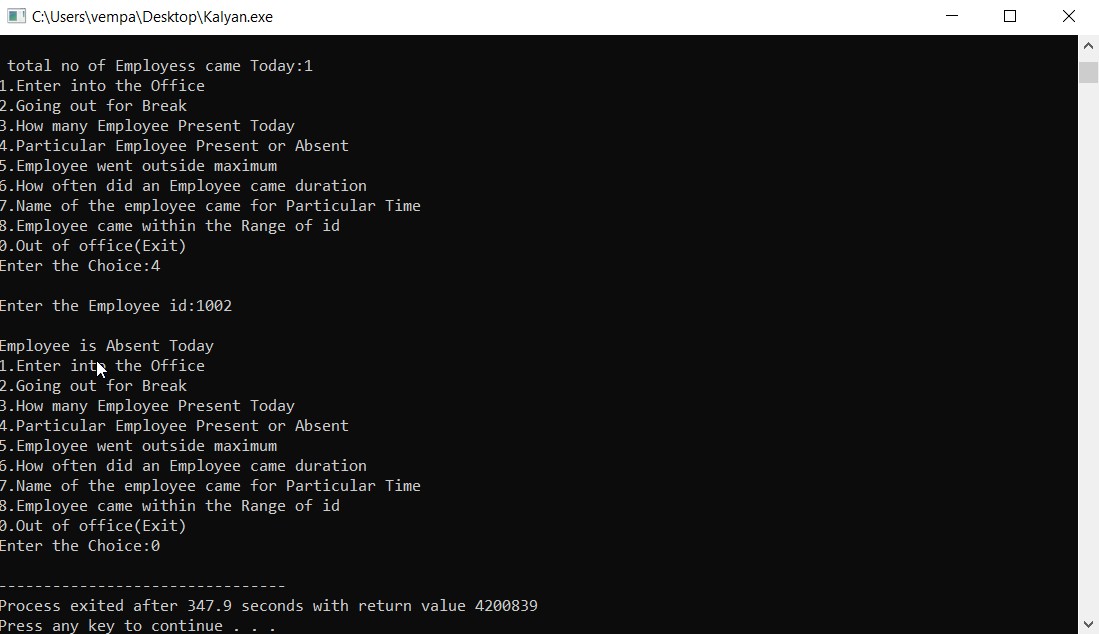 C:\Users\vempa\Desktop\Kalyan.exe
total no of Employess came Today:1
1.Enter into the Office
2.Going out for Break
3.How many Employee Present Today
4.Particular Employee Present or Absent
5.Employee went outside maximum
6.How often did an Employee came duration
7.Name of the employee came for Particular Time
8.Employee came within the Range of id
0.Out of office(Exit)
Enter the Choice:4
Enter the Employee id:1002
Employee is Absent Today
1.Enter into the Office
2.Going out for Break
3.How many Employee Present Today
4.Particular Employee Present or Absent
5.Employee went outside maximum
6.How often did an Employee came duration
7.Name of the employee came for Particular Time
8.Employee came within the Range of id
0.Out of office(Exit)
Enter the Choice:0
--------------------------------
Process exited after 347.9 seconds with return value 4200839
Press any key to continue . . .